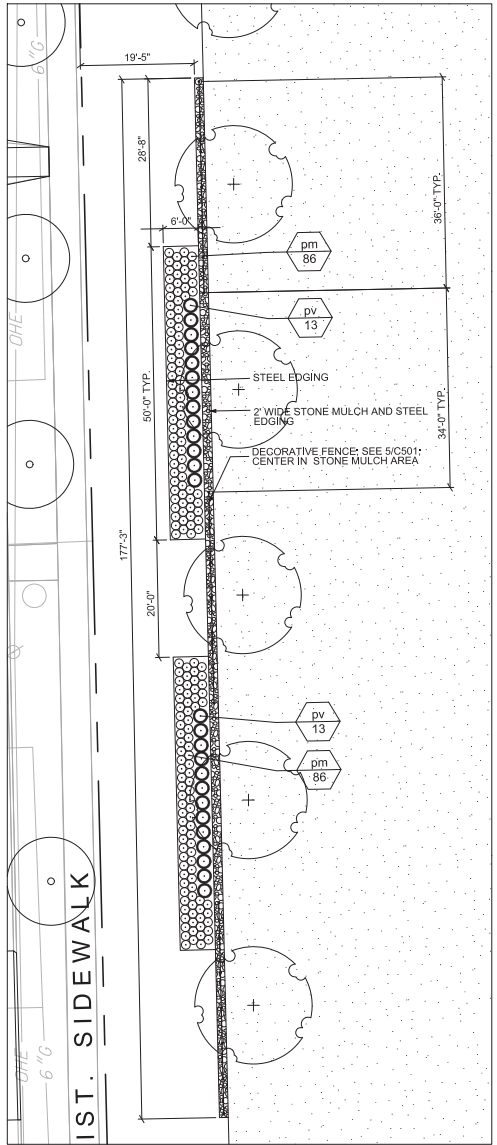 6 "G
19'-5"
28'-8"
6'-0"
36'-0" TYP.
pm
86
OHE
pv
13
STEEL EDGING
50'-0" TYP.
2' WIDE STONE MULCH AND STEEL
EDGING
34'-0" TYP.
DECORATIVE FENCE; SEE 5/C501;
CENTER IN STONE MULCH AREA
177'-3"
20'-0"
pv
13
pm
86
IST. SIDEWALK
OHE
6 "G